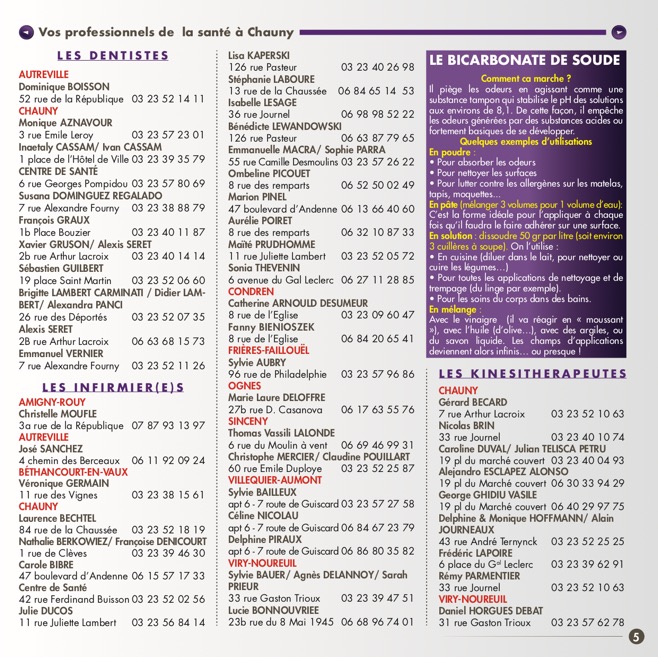 Vos professionnels de la santé à Chauny
LES DENTISTES
AUTREVILLE
Dominique BOISSON
52 rue de la République 03 23 52 14 11
CHAUNY
Monique AZNAVOUR
3 rue Emile Leroy 03 23 57 23 01
Inaetaly CASSAM/ Ivan CASSAM
1 place de l'Hôtel de Ville 03 23 39 35 79
CENTRE DE SANTÉ
6 rue Georges Pompidou 03 23 57 80 69
Susana DOMINGUEZ REGALADO
7 rue Alexandre Fourny 03 23 38 88 79
François GRAUX
1b Place Bouzier 03 23 40 11 87
Xavier GRUSON/ Alexis SERET
2b rue Arthur Lacroix 03 23 40 14 14
Sébastien GUILBERT
19 place Saint Martin 03 23 52 06 60
Brigitte LAMBERT CARMINATI / Didier LAM-
BERT/ Alexandra PANCI
26 rue des Déportés 03 23 52 07 35
Alexis SERET
2B rue Arthur Lacroix 06 63 68 15 73
Emmanuel VERNIER
7 rue Alexandre Fourny 03 23 52 11 26
LES INFIRMIER(E)S
AMIGNY-ROUY
Christelle MOUFLE
3a rue de la République 07 87 93 13 97
AUTREVILLE
José SANCHEZ
4 chemin des Berceaux 06 11 92 09 24
BÉTHANCOURT-EN-VAUX
Véronique GERMAIN
11 rue des Vignes 03 23 38 15 61
CHAUNY
Laurence BECHTEL
84 rue de la Chaussée 03 23 52 18 19
Nathalie BERKOWIEZ/ Françoise DENICOURT
1 rue de Clèves 03 23 39 46 30
Carole BIBRE
47 boulevard d'Andenne 06 15 57 17 33
Centre de Santé
42 rue Ferdinand Buisson 03 23 52 02 56
Julie DUCOS
11 rue Juliette Lambert 03 23 56 84 14
Lisa KAPERSKI
126 rue Pasteur 03 23 40 26 98
Stéphanie LABOURE
13 rue de la Chaussée 06 84 65 14 53
Isabelle LESAGE
36 rue Journel 06 98 98 52 22
Bénédicte LEWANDOWSKI
126 rue Pasteur 06 63 87 79 65
Emmanuelle MACRA/ Sophie PARRA
55 rue Camille Desmoulins 03 23 57 26 22
Ombeline PICOUET
8 rue des remparts 06 52 50 02 49
Marion PINEL
47 boulevard d'Andenne 06 13 66 40 60
Aurélie POIRET
8 rue des remparts 06 32 10 87 33
Maïté PRUDHOMME
11 rue Juliette Lambert 03 23 52 05 72
Sonia THEVENIN
6 avenue du Gal Leclerc 06 27 11 28 85
CONDREN
Catherine ARNOULD DESUMEUR
8 rue de l'Eglise 03 23 09 60 47
Fanny BIENIOSZEK
8 rue de l'Eglise 06 84 20 65 41
FRIÈRES-FAILLOUËL
Sylvie AUBRY
96 rue de Philadelphie 03 23 57 96 86
OGNES
Marie Laure DELOFFRE
27b rue D. Casanova 06 17 63 55 76
SINCENY
Thomas Vassili LALONDE
6 rue du Moulin à vent 06 69 46 99 31
Christophe MERCIER/ Claudine POUILLART
60 rue Emile Duploye 03 23 52 25 87
VILLEQUIER-AUMONT
Sylvie BAILLEUX
apt 6 - 7 route de Guiscard 03 23 57 27 58
Céline NICOLAU
apt 6 - 7 route de Guiscard 06 84 67 23 79
Delphine PIRAUX
apt 6 - 7 route de Guiscard 06 86 80 35 82
VIRY-NOUREUIL
Sylvie BAUER/ Agnès DELANNOY/ Sarah
PRIEUR
33 rue Gaston Trioux 03 23 39 47 51
Lucie BONNOUVRIEE
23b rue du 8 Mai 1945 06 68 96 74 01
LE BICARBONATE DE SOUDE
Comment ca marche ?
Il piège les odeurs en agissant comme une
substance tampon qui stabilise le pH des solutions
aux environs de 8,1. De cette façon, il empêche
les odeurs générées par des substances acides ou
fortement basiques de se développer.
Quelques exemples d'utilisations
En poudre :
• Pour absorber les odeurs
• Pour nettoyer les surfaces
• Pour lutter contre les allergènes sur les matelas,
tapis, moquettes...
En pâte (mélanger 3 volumes pour 1 volume d'eau):
C'est la forme idéale pour l'appliquer à chaque
fois qu'il faudra le faire adhérer sur une surface.
En solution : dissoudre 50 gr par litre (soit environ
3 cuillères à soupe). On l'utilise :
• En cuisine (diluer dans le lait, pour nettoyer ou
cuire les légumes...)
• Pour toutes les applications de nettoyage et de
trempage (du linge par exemple).
• Pour les soins du corps dans des bains.
En mélange :
Avec le vinaigre (il va réagir en « moussant
»), avec l'huile (d'olive...), avec des argiles, ou
du savon liquide. Les champs d'applications
deviennent alors infinis... ou presque !
LES KINESITHERAPEUTES
CHAUNY
Gérard BECARD
7 rue Arthur Lacroix 03 23 52 10 63
Nicolas BRIN
33 rue Journel 03 23 40 10 74
Caroline DUVAL/ Julian TELISCA PETRU
19 pl du marché couvert 03 23 40 04 93
Alejandro ESCLAPEZ ALONSO
19 pl du Marché couvert 06 30 33 94 29
George GHIDIU VASILE
19 pl du Marché couvert 06 40 29 97 75
Delphine & Monique HOFFMANN/ Alain
JOURNEAUX
43 rue André Ternynck 03 23 52 25 25
Frédéric LAPOIRE
6 place du Gal Leclerc 03 23 39 62 91
Rémy PARMENTIER
33 rue Journel 03 23 52 10 63
VIRY-NOUREUIL
Daniel HORGUES DEBAT
31 rue Gaston Trioux 03 23 57 62 78
5